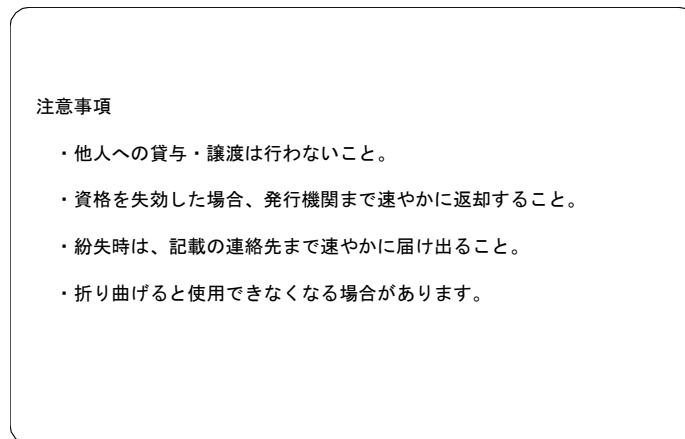 注意事項
・他人への貸与・譲渡は行わないこと。
・資格を失効した場合、発行機関まで速やかに返却すること。
・紛失時は、記載の連絡先まで速やかに届け出ること。
・折り曲げると使用できなくなる場合があります。